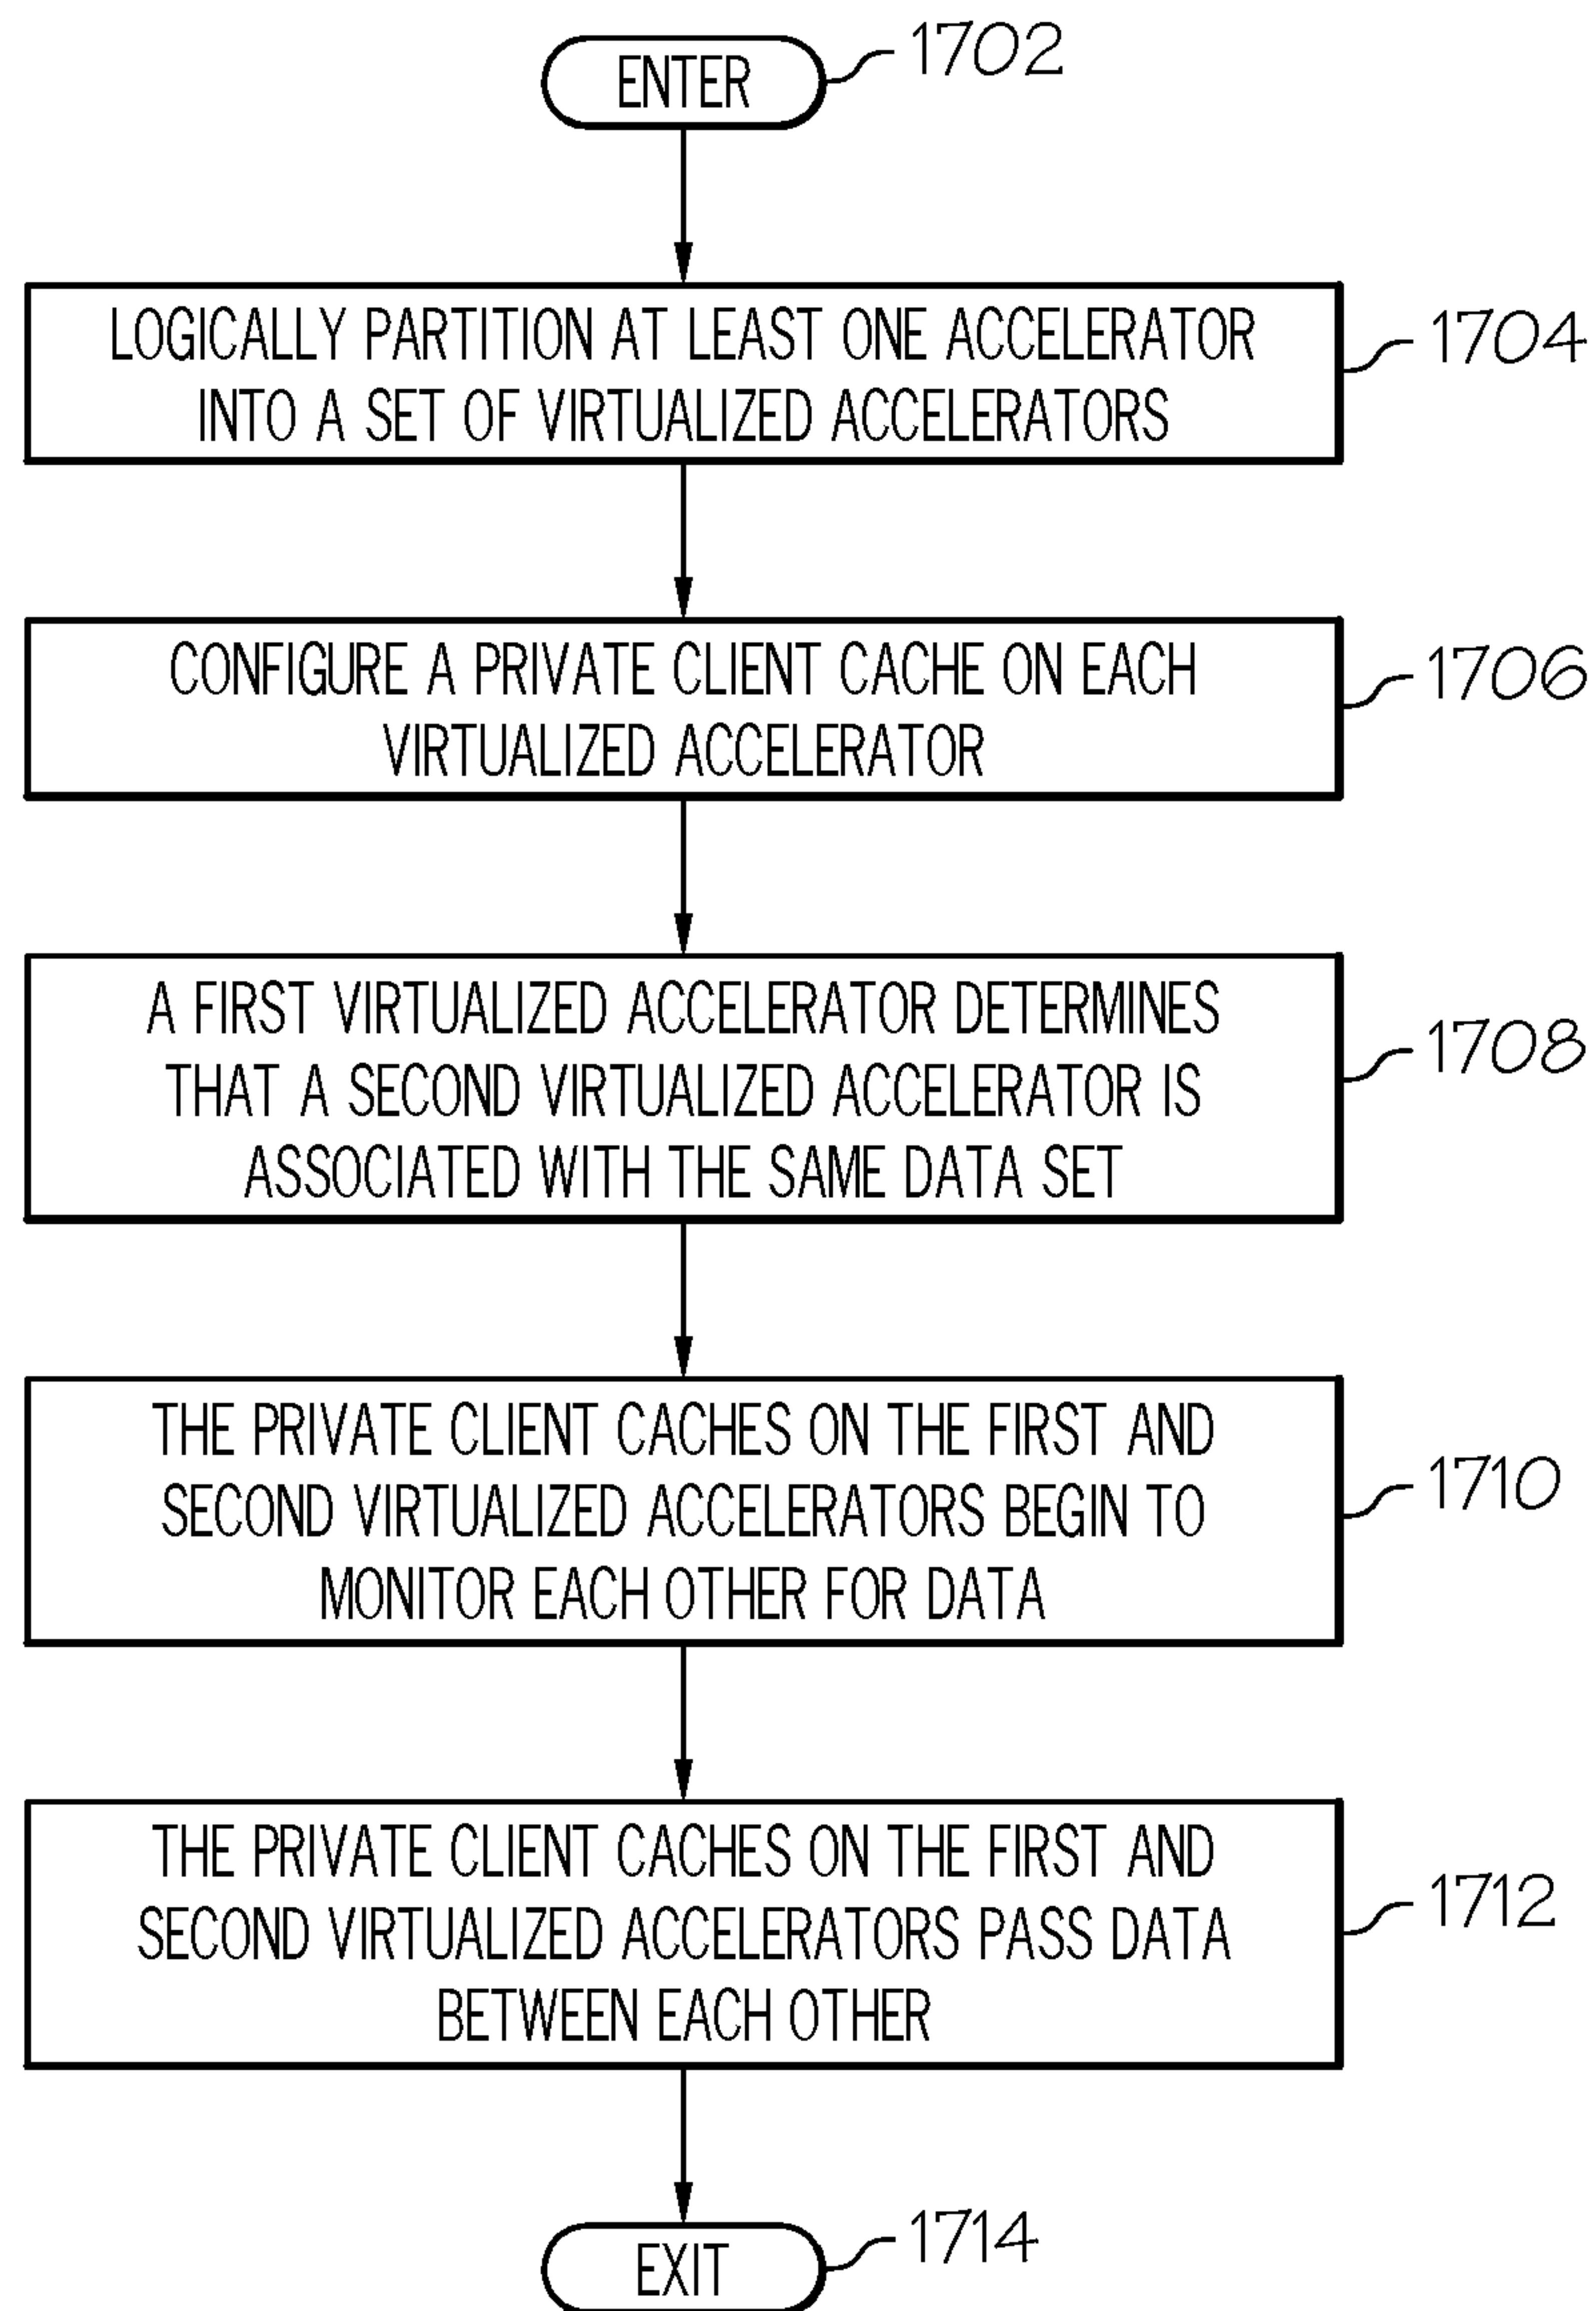 ENTER
1702
LOGICALLY PARTITION AT LEAST ONE ACCELERATOR
INTO A SET OF VIRTUALIZED ACCELERATORS
1704
CONFIGURE A PRIVATE CLIENT CACHE ON EACH
VIRTUALIZED ACCELERATOR
1706
A FIRST VIRTUALIZED ACCELERATOR DETERMINES
THAT A SECOND VIRTUALIZED ACCELERATOR IS
ASSOCIATED WITH THE SAME DATA SET
1708
THE PRIVATE CLIENT CACHES ON THE FIRST AND
SECOND VIRTUALIZED ACCELERATORS BEGIN TO
MONITOR EACH OTHER FOR DATA
1710
THE PRIVATE CLIENT CACHES ON THE FIRST AND
SECOND VIRTUALIZED ACCELERATORS PASS DATA
BETWEEN EACH OTHER
1712
EXIT
1714